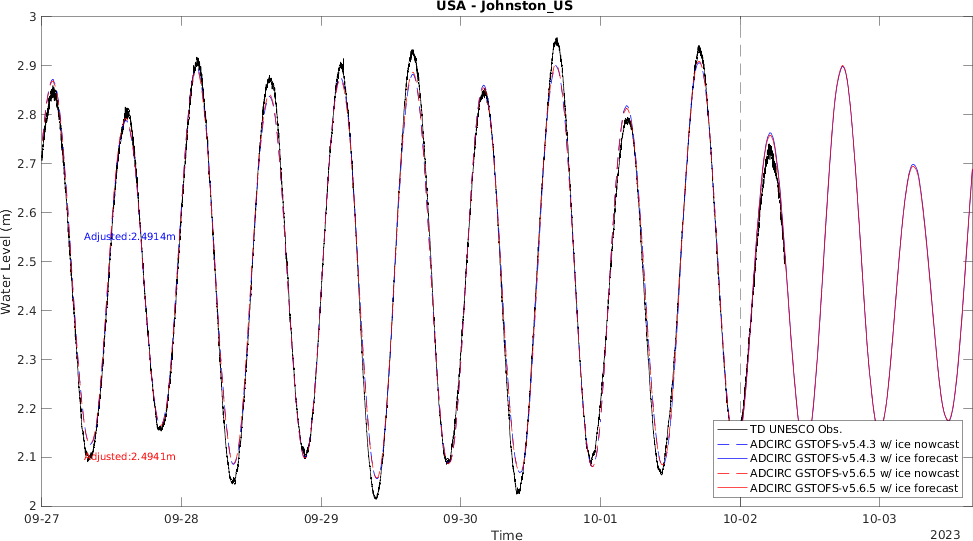 USA - Johnston_US
3
2.9
2.8
2.7
2.6
2.5
2.4
2.3
2.2
2.1
2
Water Level (m)
Adjusted:2.4914m
Adjusted:2.4941m
TD UNESCO Obs.
ADCIRC GSTOFS-v5.4.3 w/ ice nowcast
ADCIRC GSTOFS-v5.4.3 w/ ice forecast
ADCIRC GSTOFS-v5.6.5 w/ ice nowcast
ADCIRC GSTOFS-v5.6.5 w/ ice forecast
09-27 09-28 09-29 09-30 10-01 10-02 10-03
Time
2023